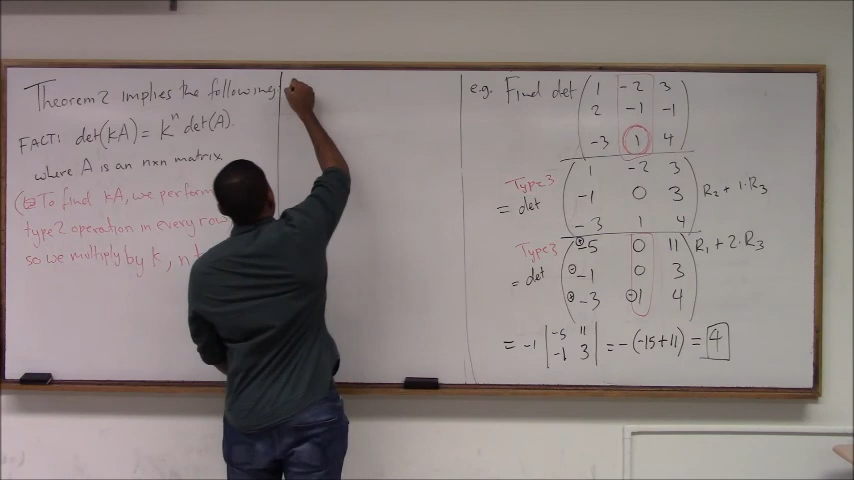 Theorem 2 implies the following:
FACT: det(kA) = k^n det(A).
where A is an n×n matrix.
To find kA, we perform
type 2 operation in every row
so we multiply by k, n
e.g. Find det ( 1 -2 3
2 -1 -1
-3 1 4 )
Type 3
= det ( 1 -2 3
-1 0 3 R2 + 1·R3
-3 1 4 )
Type 3
= det ( -5 0 11 R1 + 2·R3
-1 0 3
-3 1 4 )
= -1 | -5 11
-1 3 | = -(-15+11) = 4